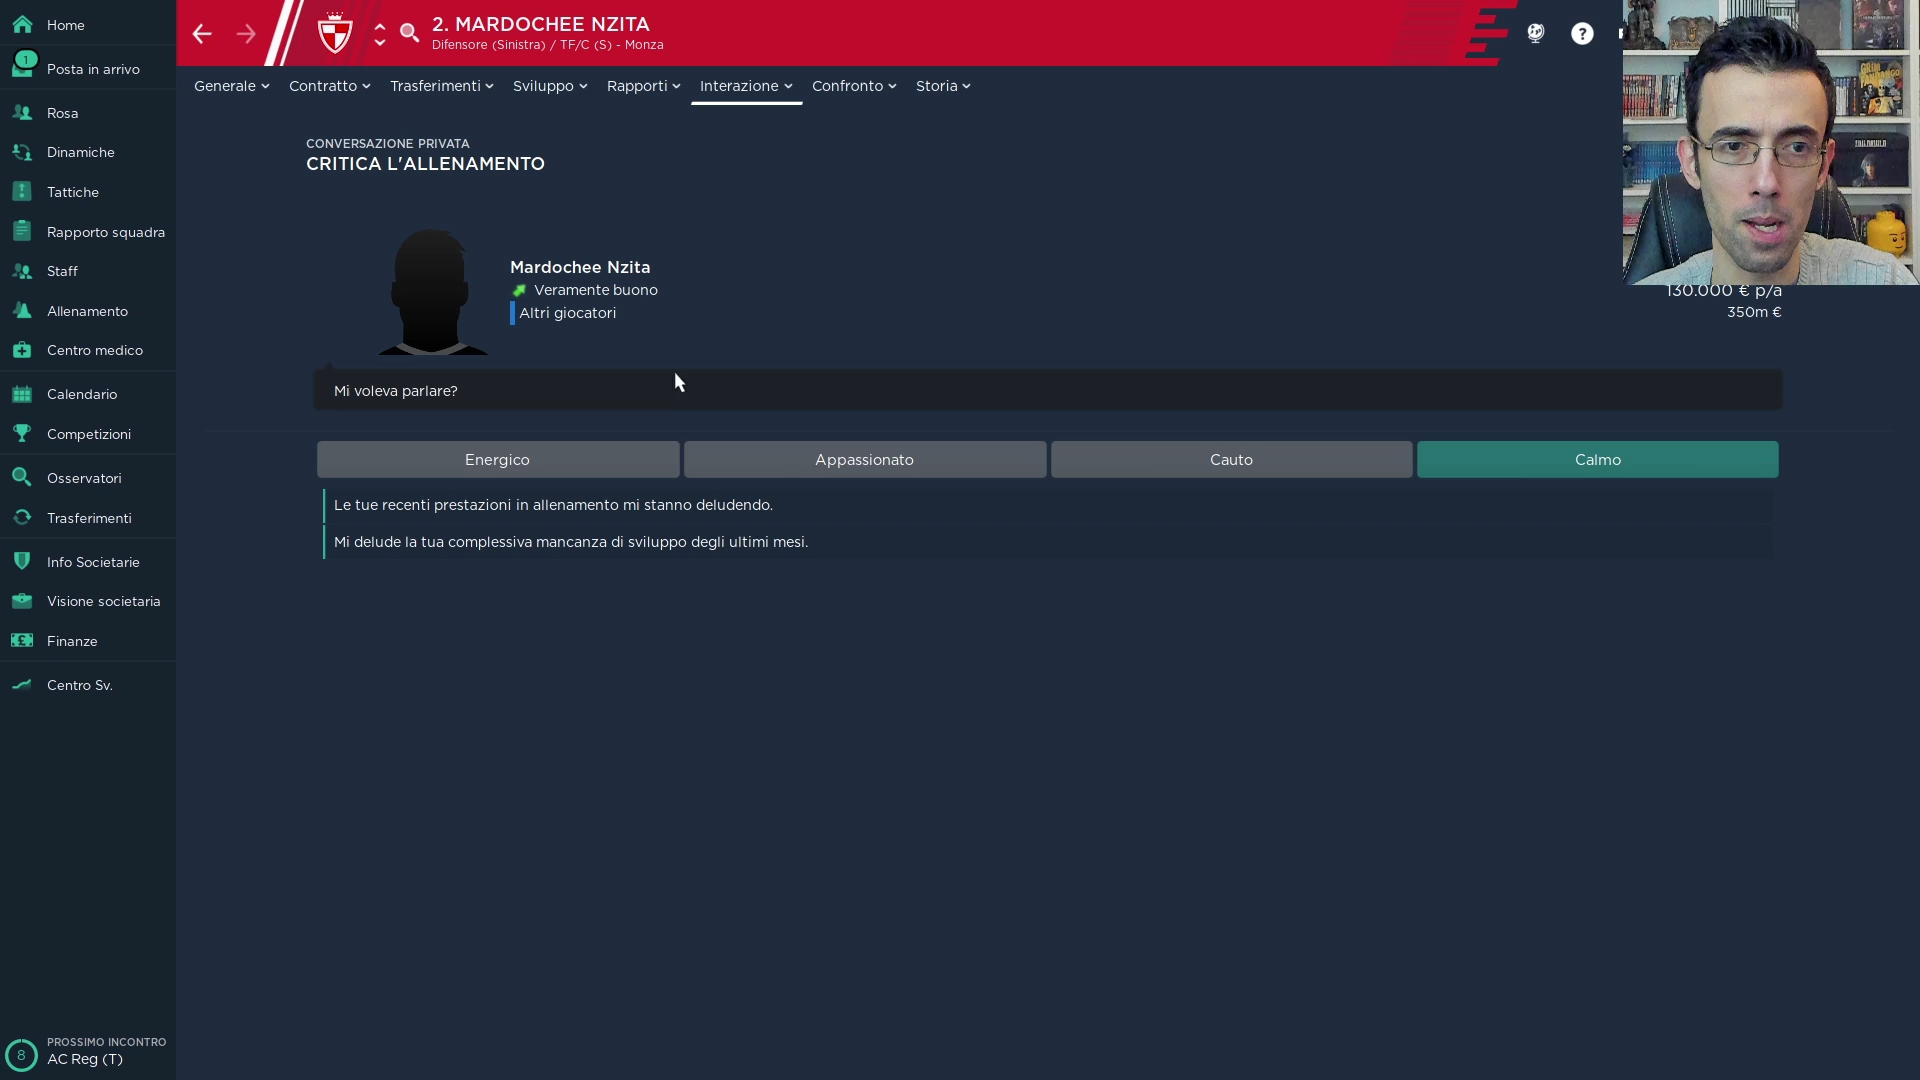 Home
1
Posta in arrivo
Rosa
Dinamiche
Tattiche
Rapporto squadra
Staff
Allenamento
Centro medico
Calendario
Competizioni
Osservatori
Trasferimenti
Info Societarie
Visione societaria
Finanze
Centro Sv.
8
PROSSIMO INCONTRO
AC Reg (T)
2. MARDOCHEE NZITA
Difensore (Sinistra) / TF/C (S) - Monza
?
Generale
Contratto
Trasferimenti
Sviluppo
Rapporti
Interazione
Confronto
Storia
CONVERSAZIONE PRIVATA
CRITICA L'ALLENAMENTO
Mardochee Nzita
Veramente buono
Altri giocatori
130.000 € p/a
350m €
Mi voleva parlare?
Energico
Appassionato
Cauto
Calmo
Le tue recenti prestazioni in allenamento mi stanno deludendo.
Mi delude la tua complessiva mancanza di sviluppo degli ultimi mesi.
GRIM
FANDANGO